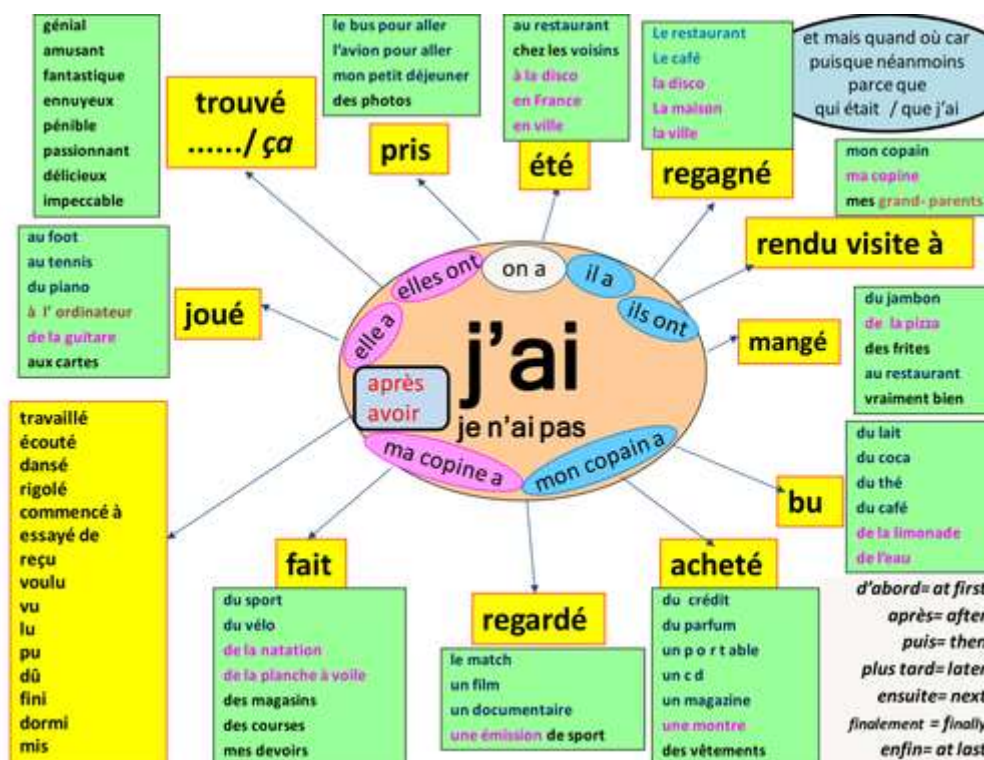 génial
amusant
fantastique
ennuyeux
pénible
passionnant
délicieux
impeccable
trouvé
....../ ça
le bus pour aller
l'avion pour aller
mon petit déjeuner
des photos
pris
au restaurant
chez les voisins
à la disco
en France
en ville
été
Le restaurant
Le café
la disco
La maison
la ville
regagné
et mais quand où car
puisque néanmoins
parce que
qui était / que j'ai
mon copain
ma copine
mes grand- parents
rendu visite à
au foot
au tennis
du piano
à l' ordinateur
de la guitare
aux cartes
joué
elle a
elles ont
on a
il a
ils ont
j'ai
je n'ai pas
après
avoir
ma copine a
mon copain a
mangé
du jambon
de la pizza
des frites
au restaurant
vraiment bien
travaillé
écouté
dansé
rigolé
commencé à
essayé de
reçu
voulu
vu
lu
pu
dû
fini
dormi
mis
bu
du lait
du coca
du thé
du café
de la limonade
de l'eau
fait
du sport
du vélo
de la natation
de la planche à voile
des magasins
des courses
mes devoirs
regardé
le match
un film
un documentaire
une émission de sport
acheté
du crédit
du parfum
un p o r t able
un c d
un magazine
une montre
des vêtements
d'abord= at first
après= after
puis= then
plus tard= later
ensuite= next
finalement = finally
enfin= at last